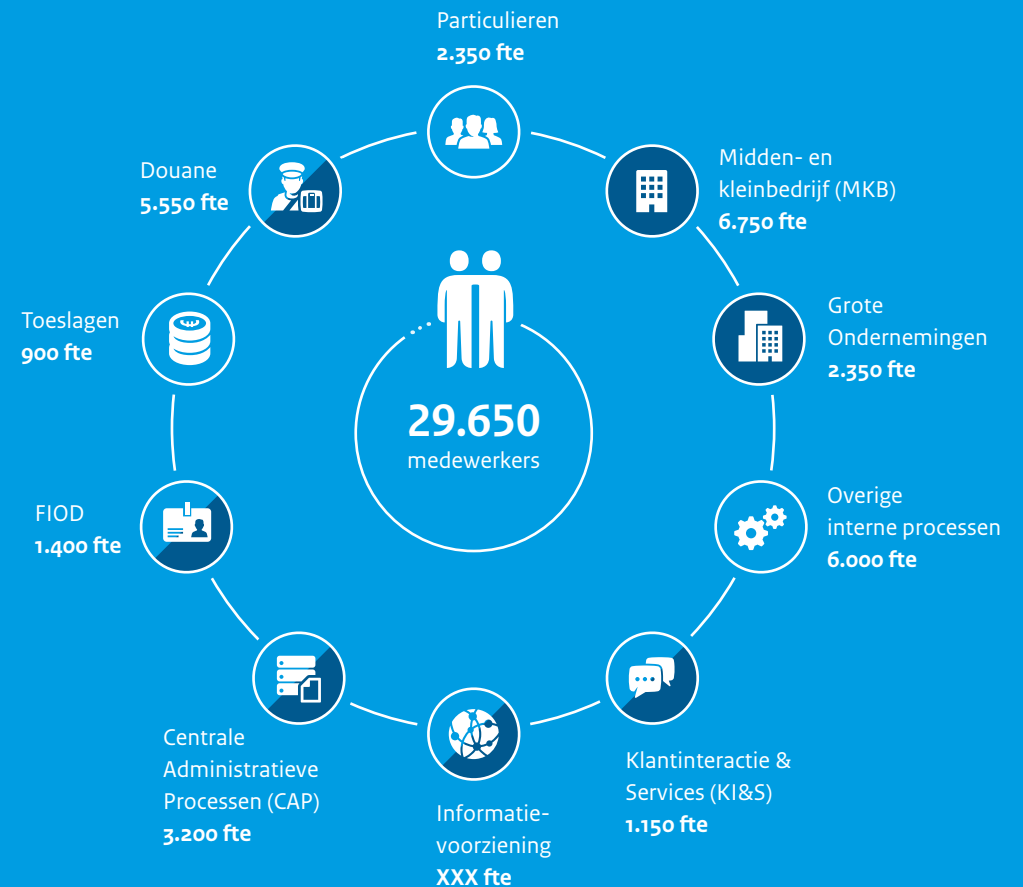 Particulieren
2.350 fte
Midden- en
kleinbedrijf (MKB)
6.750 fte
Grote
Ondernemingen
2.350 fte
Overige
interne processen
6.000 fte
Klantinteractie &
Services (KI&S)
1.150 fte
Informatie-
voorziening
XXX fte
Centrale
Administratieve
Processen (CAP)
3.200 fte
FIOD
1.400 fte
Toeslagen
900 fte
Douane
5.550 fte
29.650
medewerkers